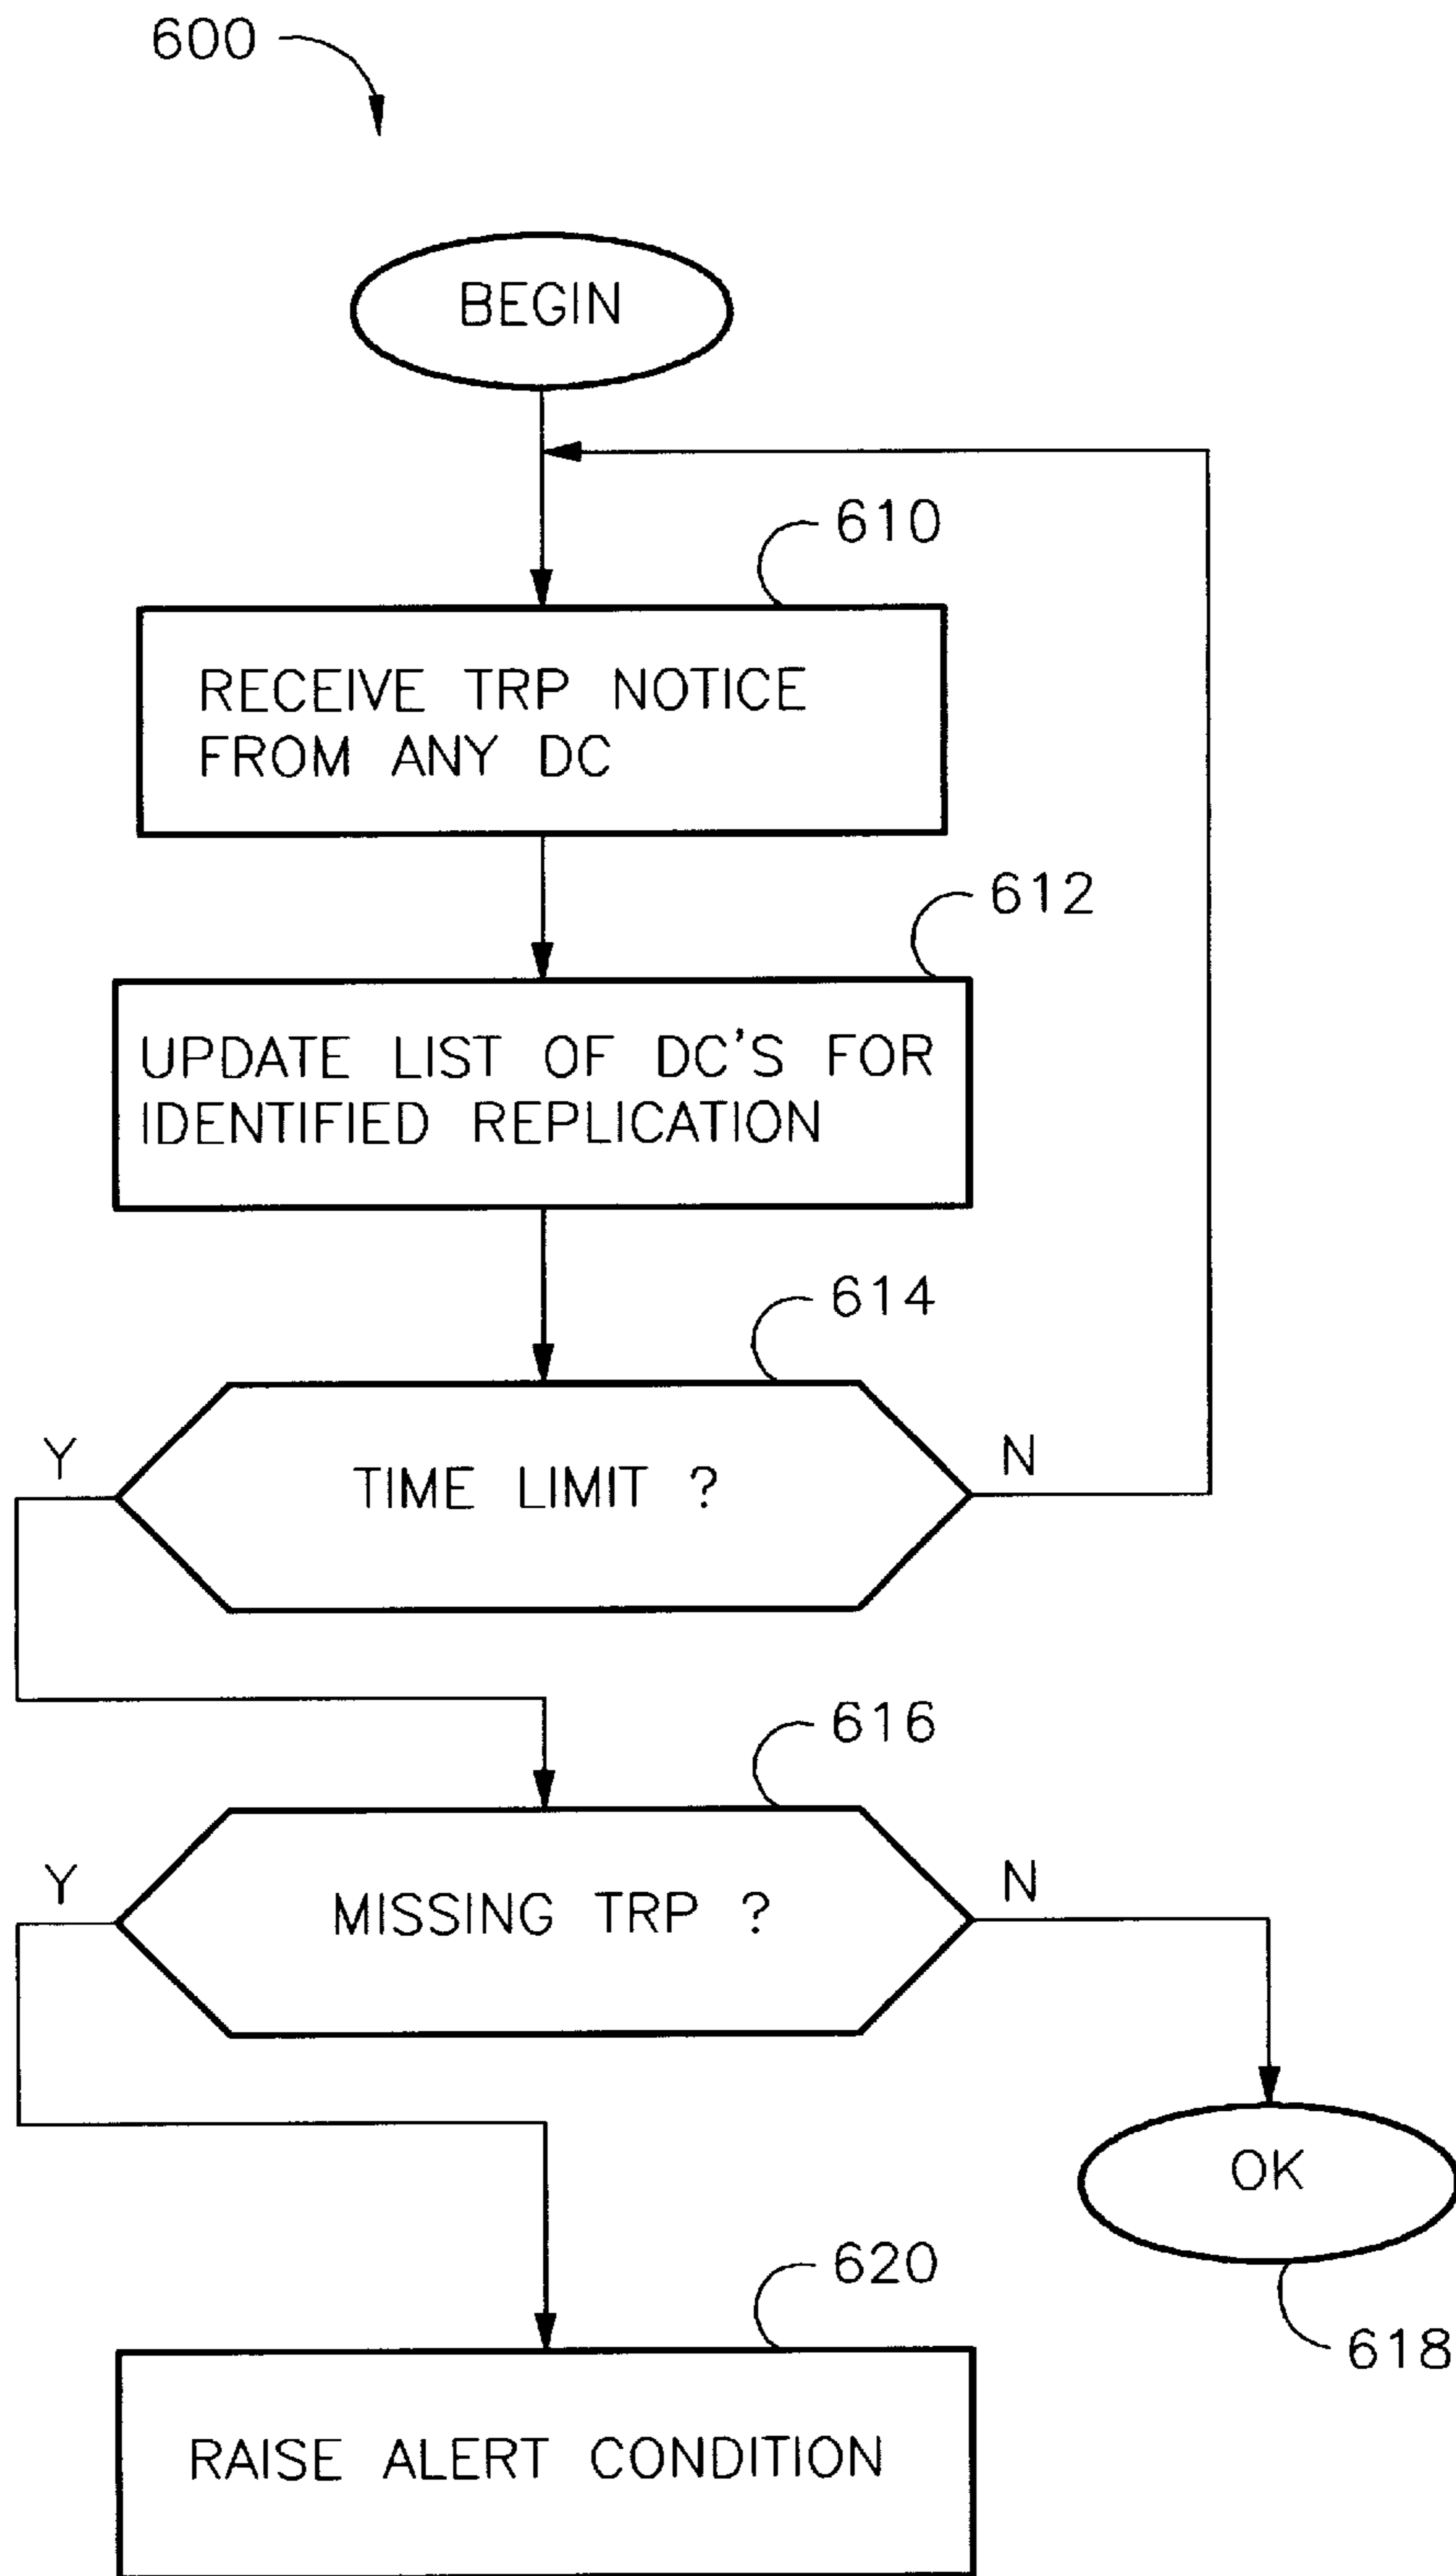 600
BEGIN
610
RECEIVE TRP NOTICE
FROM ANY DC
612
UPDATE LIST OF DC'S FOR
IDENTIFIED REPLICATION
614
Y
TIME LIMIT ?
N
616
Y
MISSING TRP ?
N
OK
618
620
RAISE ALERT CONDITION